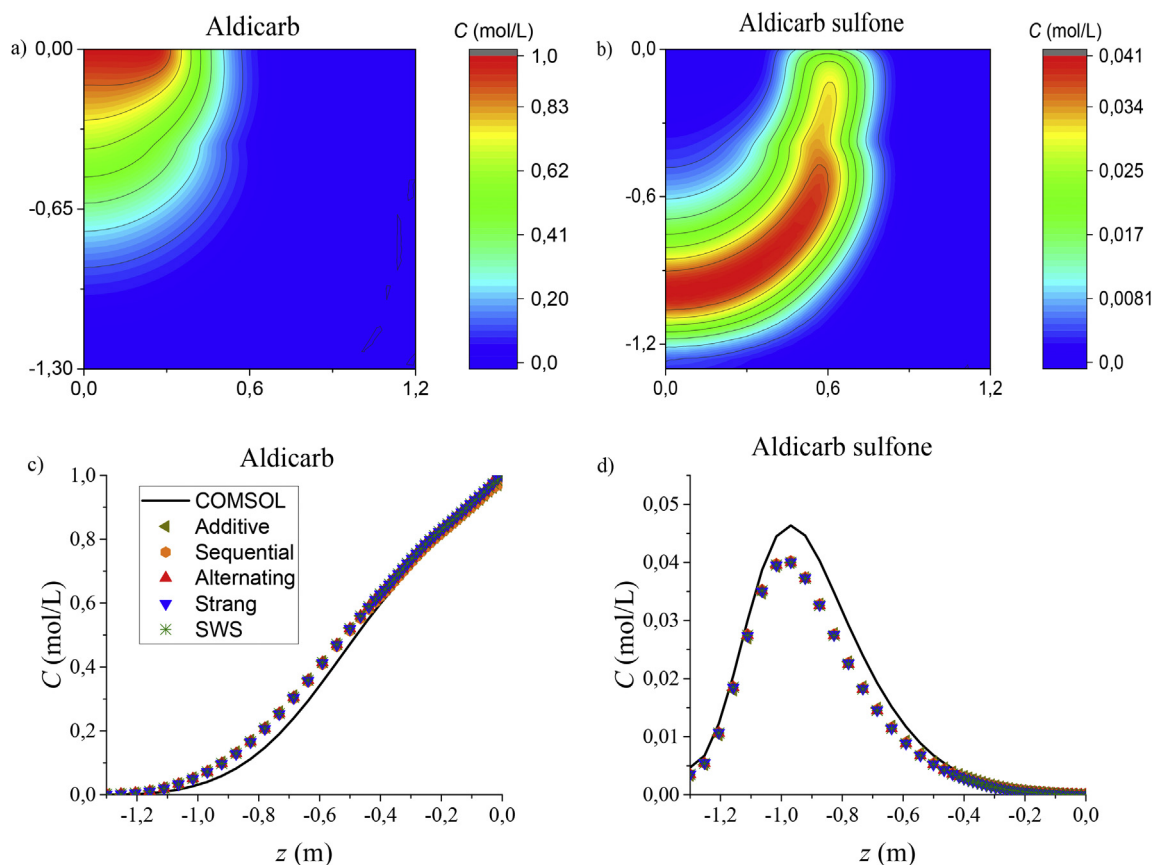 a)
Aldicarb
C (mol/L)
0,00
-0,65
-1,30
0,0
0,6
1,2
1,0
0,83
0,62
0,41
0,20
0,0
b)
Aldicarb sulfone
C (mol/L)
0,0
-0,6
-1,2
0,0
0,6
1,2
0,041
0,034
0,025
0,017
0,0081
0,0
c)
Aldicarb
C (mol/L)
1,0
0,8
0,6
0,4
0,2
0,0
COMSOL
Additive
Sequential
Alternating
Strang
SWS
-1,2
-1,0
-0,8
-0,6
-0,4
-0,2
0,0
z (m)
d)
Aldicarb sulfone
C (mol/L)
0,05
0,04
0,03
0,02
0,01
0,00
-1,2
-1,0
-0,8
-0,6
-0,4
-0,2
0,0
z (m)